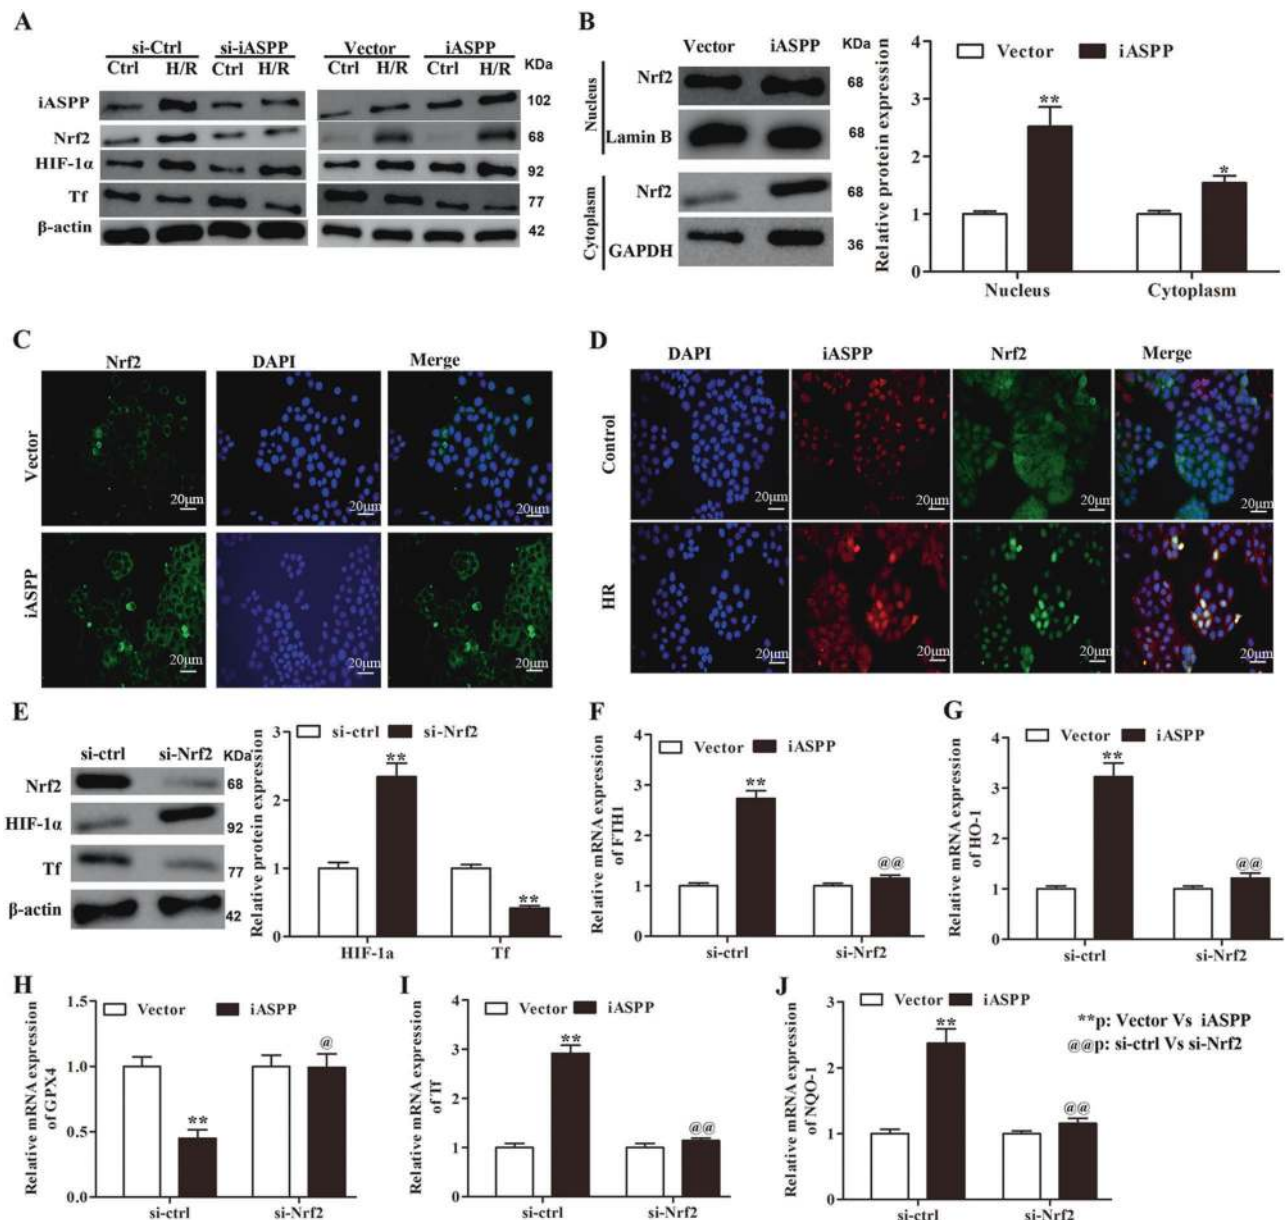 A
si-Ctrl si-iASPP Vector iASPP
Ctrl H/R Ctrl H/R Ctrl H/R Ctrl H/R KDa
iASPP 102
Nrf2 68
HIF-1α 92
Tf 77
β-actin 42
B
Vector iASPP KDa
Nucleus
Nrf2 68
Lamin B 68
Cytoplasm
Nrf2 68
GAPDH 36
Vector iASPP
Relative protein expression
4
3
2
1
0
** *
Nucleus Cytoplasm
C
Nrf2 DAPI Merge
Vector
20μm 20μm 20μm
iASPP
20μm 20μm 20μm
D
DAPI iASPP Nrf2 Merge
Control
20μm 20μm 20μm 20μm
HR
20μm 20μm 20μm 20μm
E
si-ctrl si-Nrf2 KDa
Nrf2 68
HIF-1α 92
Tf 77
β-actin 42
si-ctrl si-Nrf2
Relative protein expression
3
2
1
0
** **
HIF-1a Tf
F
Vector iASPP
Relative mRNA expression
of FTH1
4
3
2
1
0
** @@
si-ctrl si-Nrf2
G
Vector iASPP
Relative mRNA expression
of HO-1
4
3
2
1
0
** @@
si-ctrl si-Nrf2
H
Vector iASPP
Relative mRNA expression
of GPX4
1.5
1.0
0.5
0.0
** @
si-ctrl si-Nrf2
I
Vector iASPP
Relative mRNA expression
of Tf
4
3
2
1
0
** @@
si-ctrl si-Nrf2
J
Vector iASPP
Relative mRNA expression
of NQO-1
3
2
1
0
** @@
si-ctrl si-Nrf2
**p: Vector Vs iASPP
@@p: si-ctrl Vs si-Nrf2